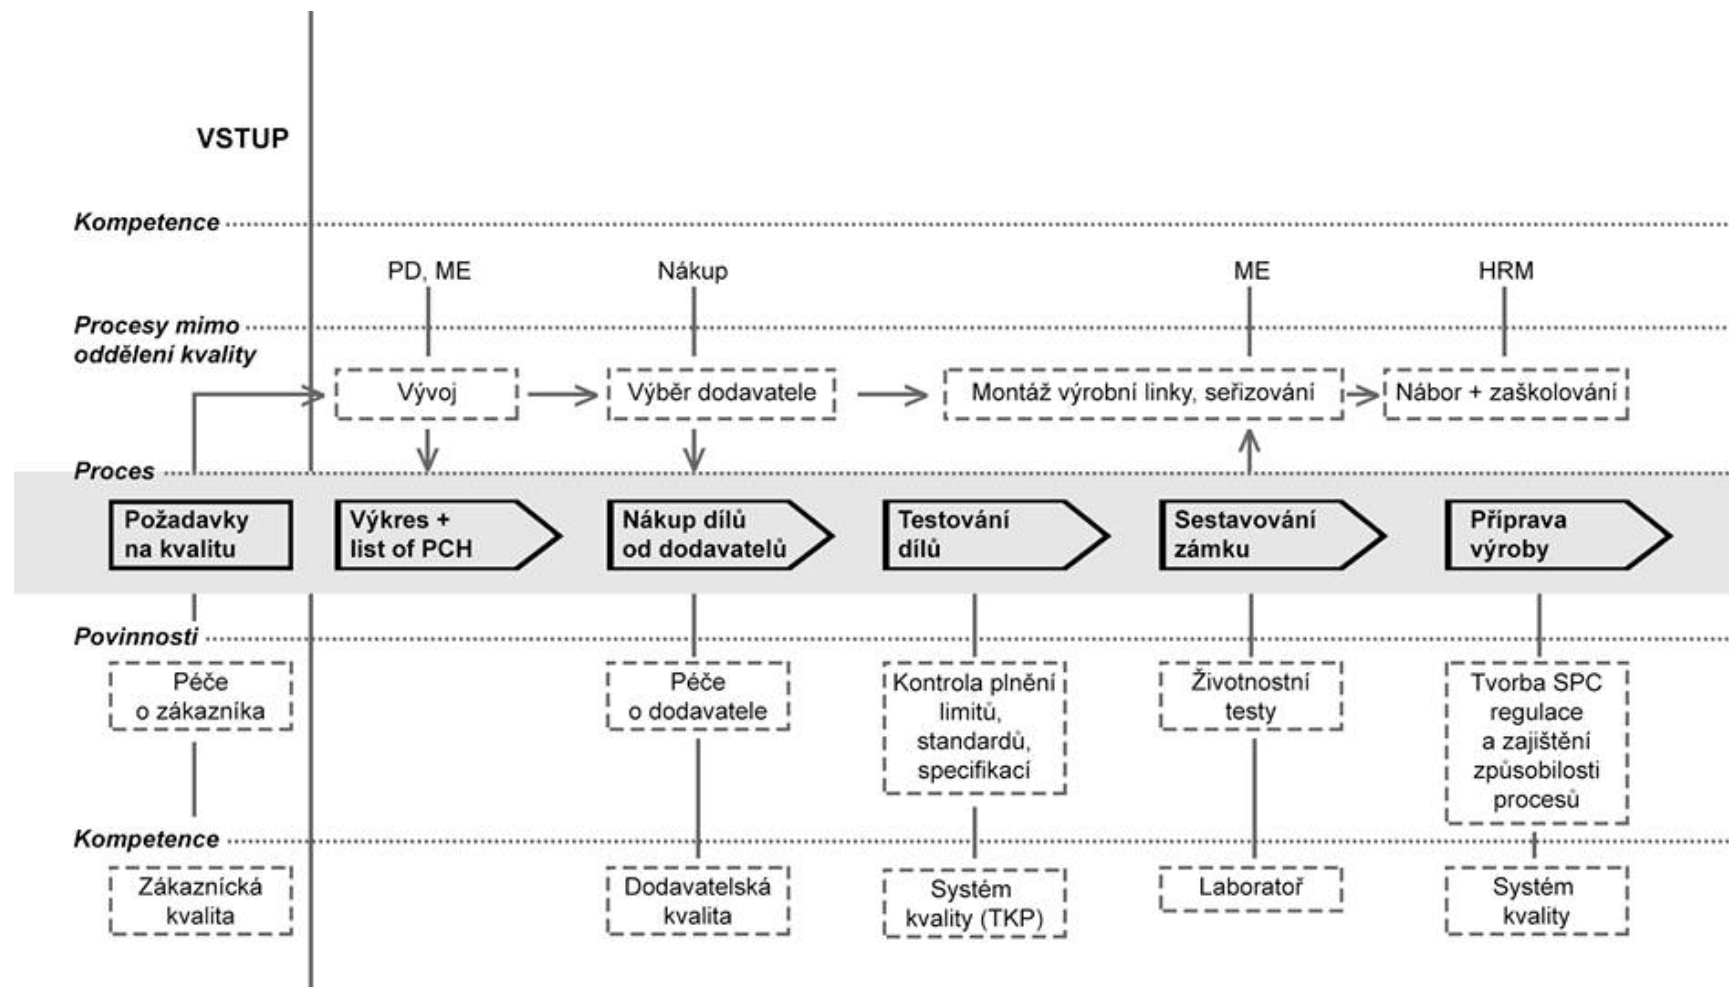 VSTUP
Kompetence
PD, ME
Nákup
ME
HRM
Procesy mimo
oddělení kvality
Vývoj
Výběr dodavatele
Montáž výrobní linky, seřizování
Nábor + zaškolování
Proces
Požadavky
na kvalitu
Výkres +
list of PCH
Nákup dílů
od dodavatelů
Testování
dílů
Sestavování
zámku
Příprava
výroby
Povinnosti
Péče
o zákazníka
Péče
o dodavatele
Kontrola plnění
limitů,
standardů,
specifikací
Životnostní
testy
Tvorba SPC
regulace
a zajištění
způsobilosti
procesů
Kompetence
Zákaznická
kvalita
Dodavatelská
kvalita
Systém
kvality (TKP)
Laboratoř
Systém
kvality